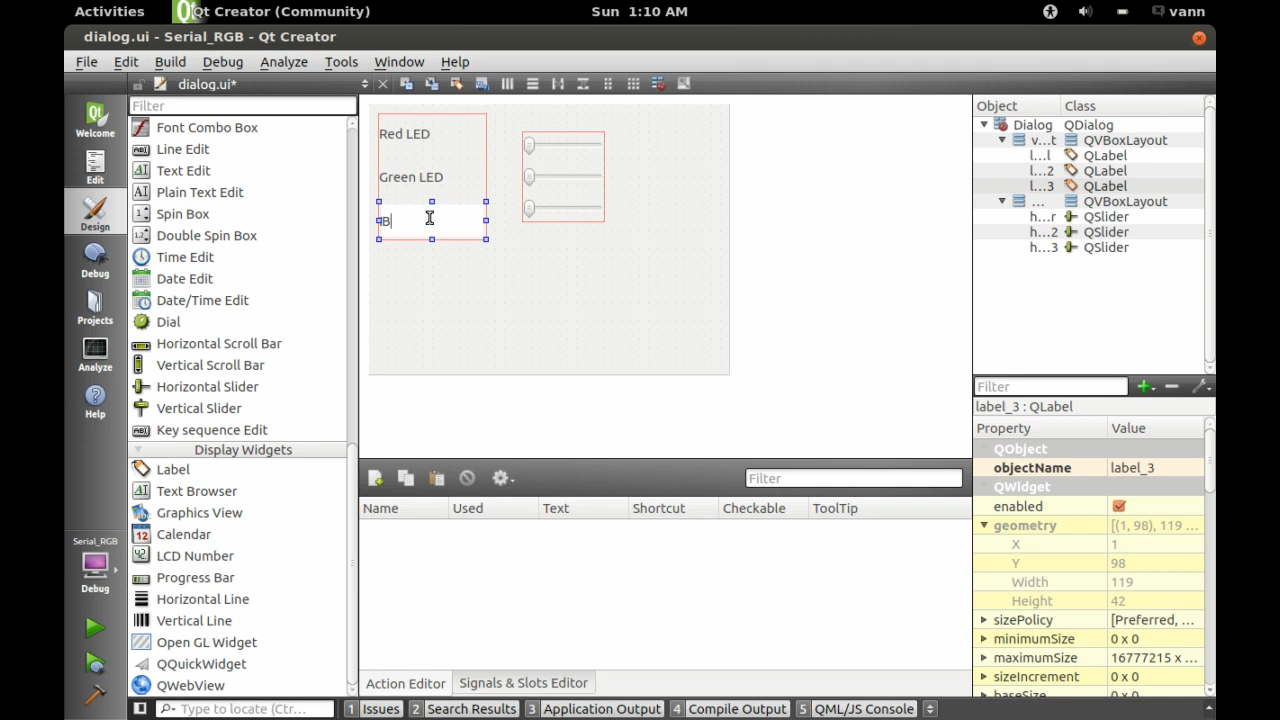 Activities Qt Creator (Community) Sun 1:10 AM vann
dialog.ui - Serial_RGB - Qt Creator
File Edit Build Debug Analyze Tools Window Help
dialog.ui*
Filter
Font Combo Box
Line Edit
Text Edit
Plain Text Edit
Spin Box
Double Spin Box
Time Edit
Date Edit
Date/Time Edit
Dial
Horizontal Scroll Bar
Vertical Scroll Bar
Horizontal Slider
Vertical Slider
Key sequence Edit
Display Widgets
Label
Text Browser
Graphics View
Calendar
LCD Number
Progress Bar
Horizontal Line
Vertical Line
Open GL Widget
QQuickWidget
QWebView
Welcome
Edit
Design
Debug
Projects
Analyze
Help
Serial_RGB
Debug
Red LED
Green LED
B
Object Class
Dialog QDialog
v...t QVBoxLayout
l...l QLabel
l...2 QLabel
l...3 QLabel
... QVBoxLayout
h...r QSlider
h...2 QSlider
h...3 QSlider
Filter
label_3 : QLabel
Property Value
QObject
objectName label_3
QWidget
enabled
geometry [(1, 98), 119 ...
X 1
Y 98
Width 119
Height 42
sizePolicy [Preferred, ...
minimumSize 0 x 0
maximumSize 16777215 x ...
sizeIncrement 0 x 0
baseSize 0 x 0
Filter
Name Used Text Shortcut Checkable ToolTip
Action Editor Signals & Slots Editor
Type to locate (Ctr... 1 Issues 2 Search Results 3 Application Output 4 Compile Output 5 QML/JS Console